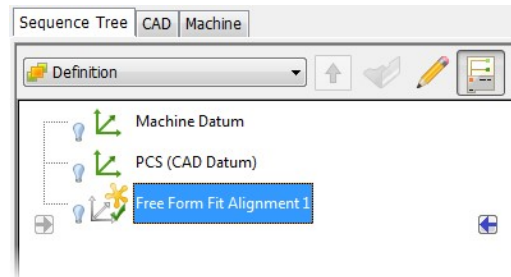 Sequence Tree CAD Machine
Definition
Machine Datum
PCS (CAD Datum)
Free Form Fit Alignment 1